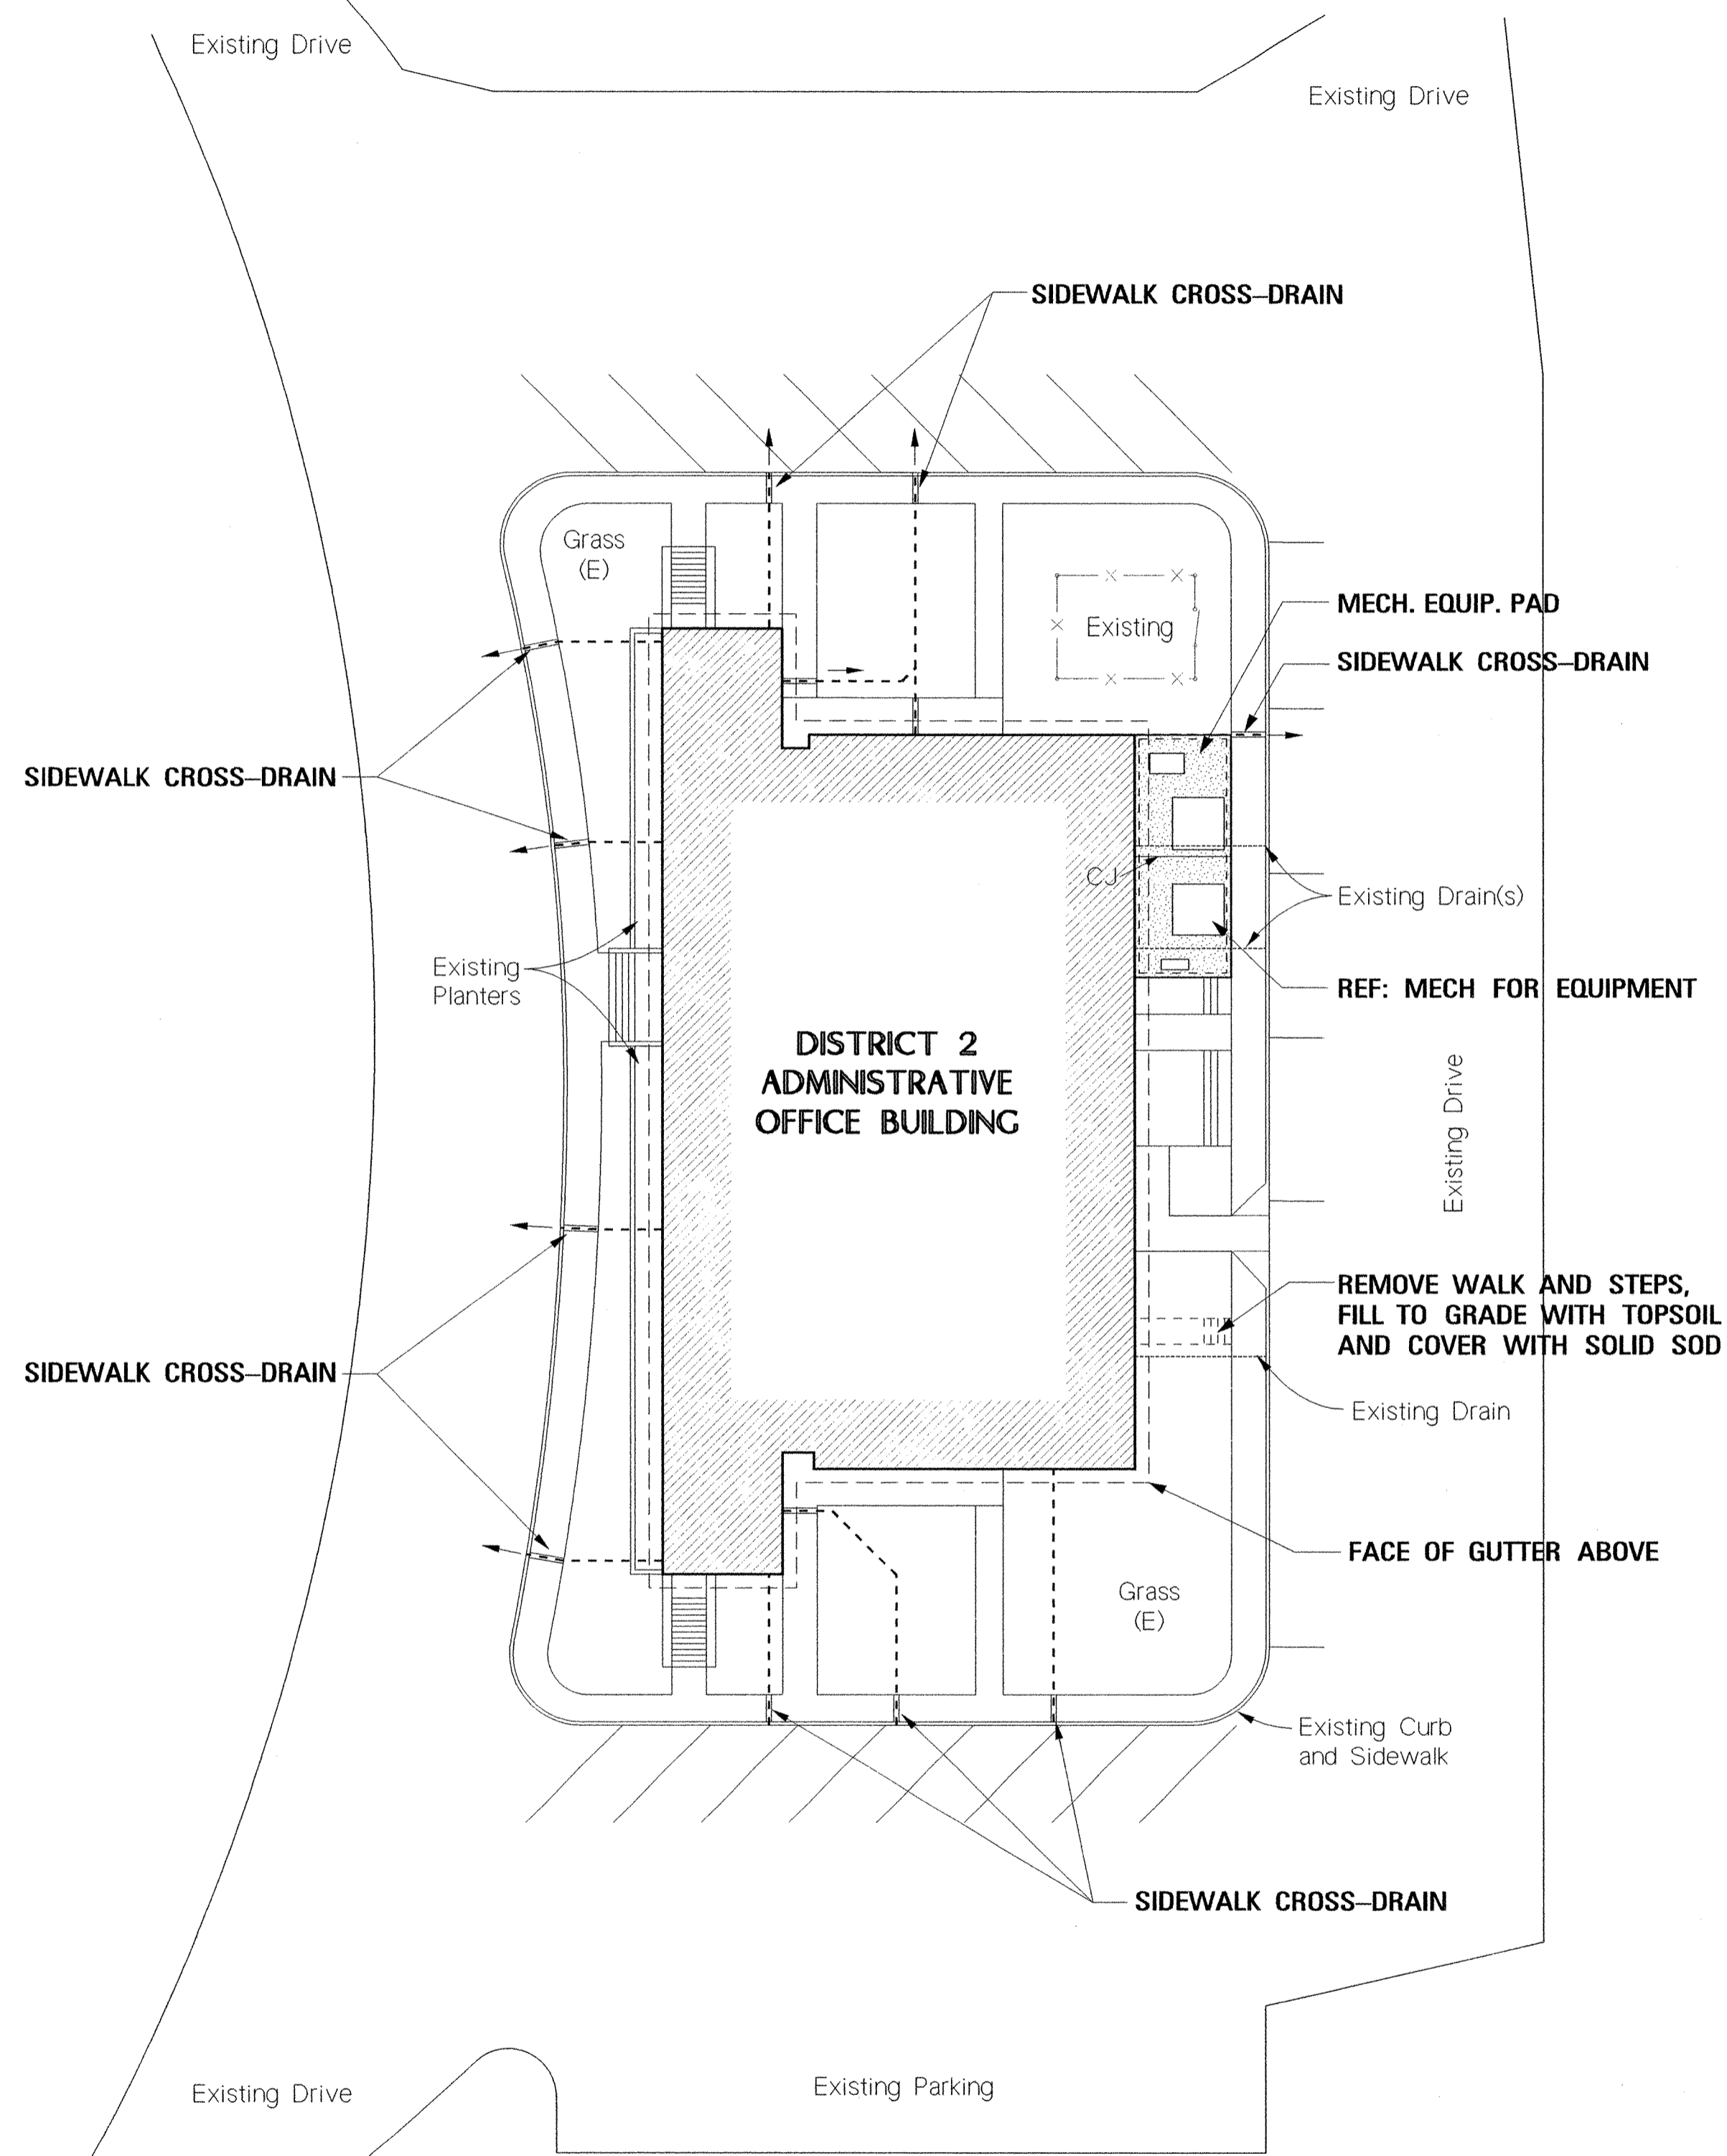 Existing Drive
Existing Drive
SIDEWALK CROSS–DRAIN
Grass
(E)
MECH. EQUIP. PAD
Existing
SIDEWALK CROSS–DRAIN
SIDEWALK CROSS–DRAIN
CJ
Existing Drain(s)
Existing
Planters
REF: MECH FOR EQUIPMENT
DISTRICT 2
ADMINISTRATIVE
OFFICE BUILDING
Existing Drive
REMOVE WALK AND STEPS,
FILL TO GRADE WITH TOPSOIL
AND COVER WITH SOLID SOD
SIDEWALK CROSS–DRAIN
Existing Drain
FACE OF GUTTER ABOVE
Grass
(E)
Existing Curb
and Sidewalk
SIDEWALK CROSS–DRAIN
Existing Drive
Existing Parking